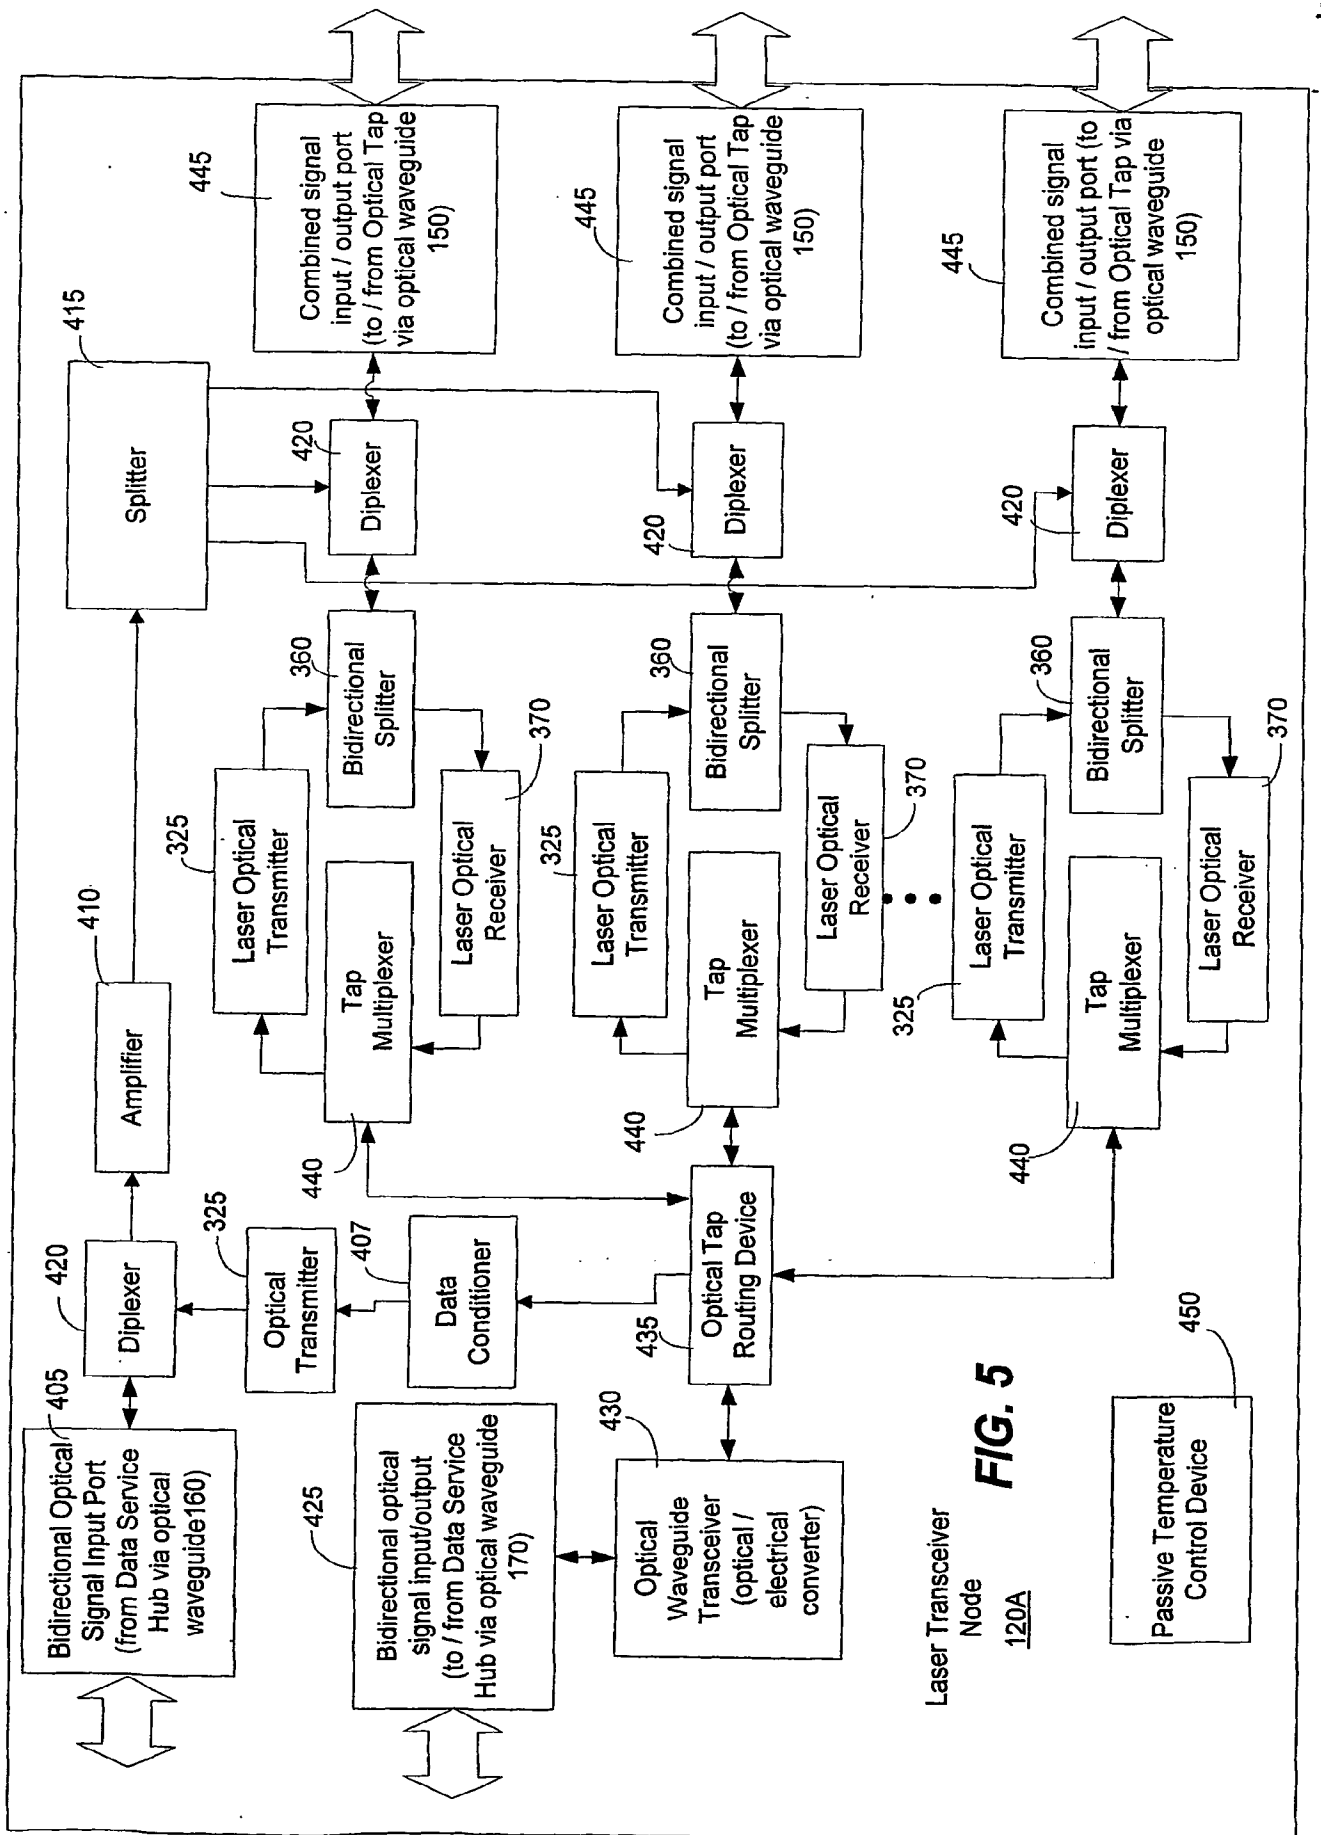 405
Bidirectional Optical
Signal Input Port
(from Data Service
Hub via optical
waveguide160)
420
Diplexer
410
Amplifier
415
Splitter
325
Optical
Transmitter
407
Data
Conditioner
425
Bidirectional optical
signal input/output
(to / from Data Service
Hub via optical waveguide
170)
430
Optical
Waveguide
Transceiver
(optical /
electrical
converter)
435
Optical Tap
Routing Device
440
Tap
Multiplexer
325
Laser Optical
Transmitter
370
Laser Optical
Receiver
360
Bidirectional
Splitter
420
Diplexer
445
Combined signal
input / output port
(to / from Optical Tap
via optical waveguide
150)
440
Tap
Multiplexer
325
Laser Optical
Transmitter
370
Laser Optical
Receiver
360
Bidirectional
Splitter
420
Diplexer
445
Combined signal
input / output port
(to / from Optical Tap
via optical waveguide
150)
440
Tap
Multiplexer
325
Laser Optical
Transmitter
370
Laser Optical
Receiver
360
Bidirectional
Splitter
420
Diplexer
445
Combined signal
input / output port (to
/ from Optical Tap via
optical waveguide
150)
Laser Transceiver
Node
120A
FIG. 5
450
Passive Temperature
Control Device